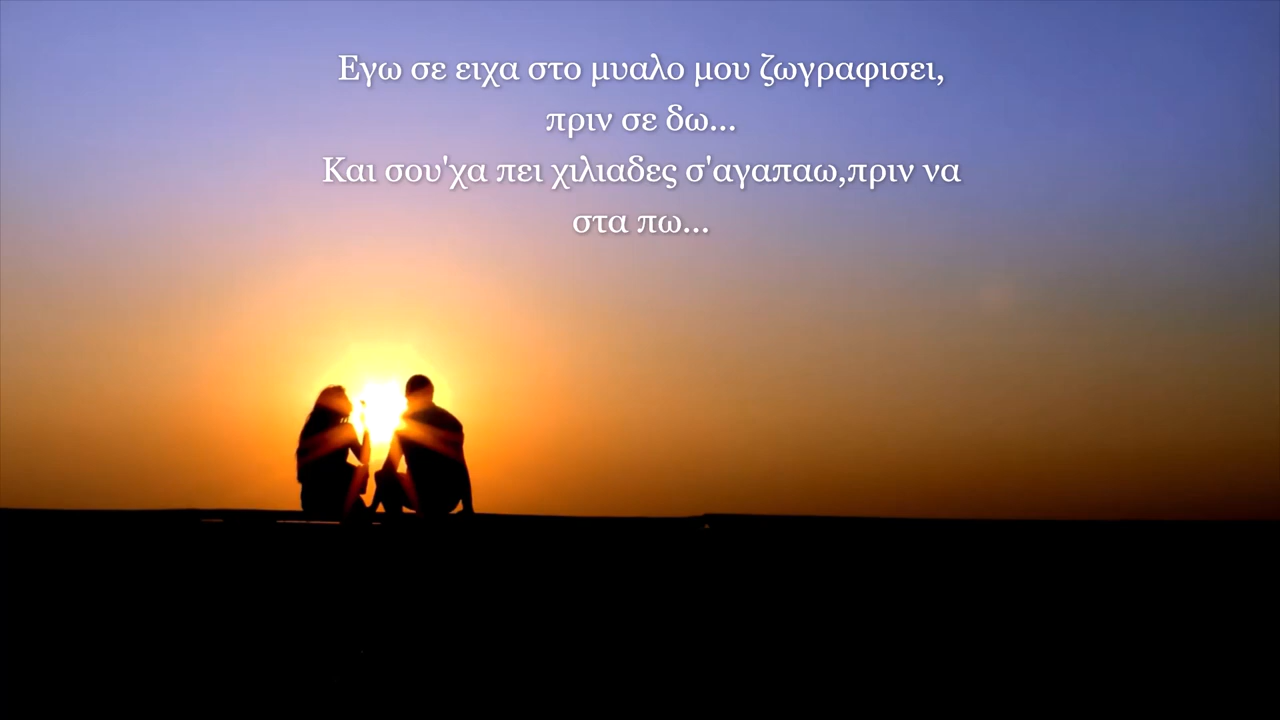 Εγω σε ειχα στο μυαλο μου ζωγραφισει,
πριν σε δω...
Και σου'χα πει χιλιαδες σ'αγαπαω,πριν να
στα πω...